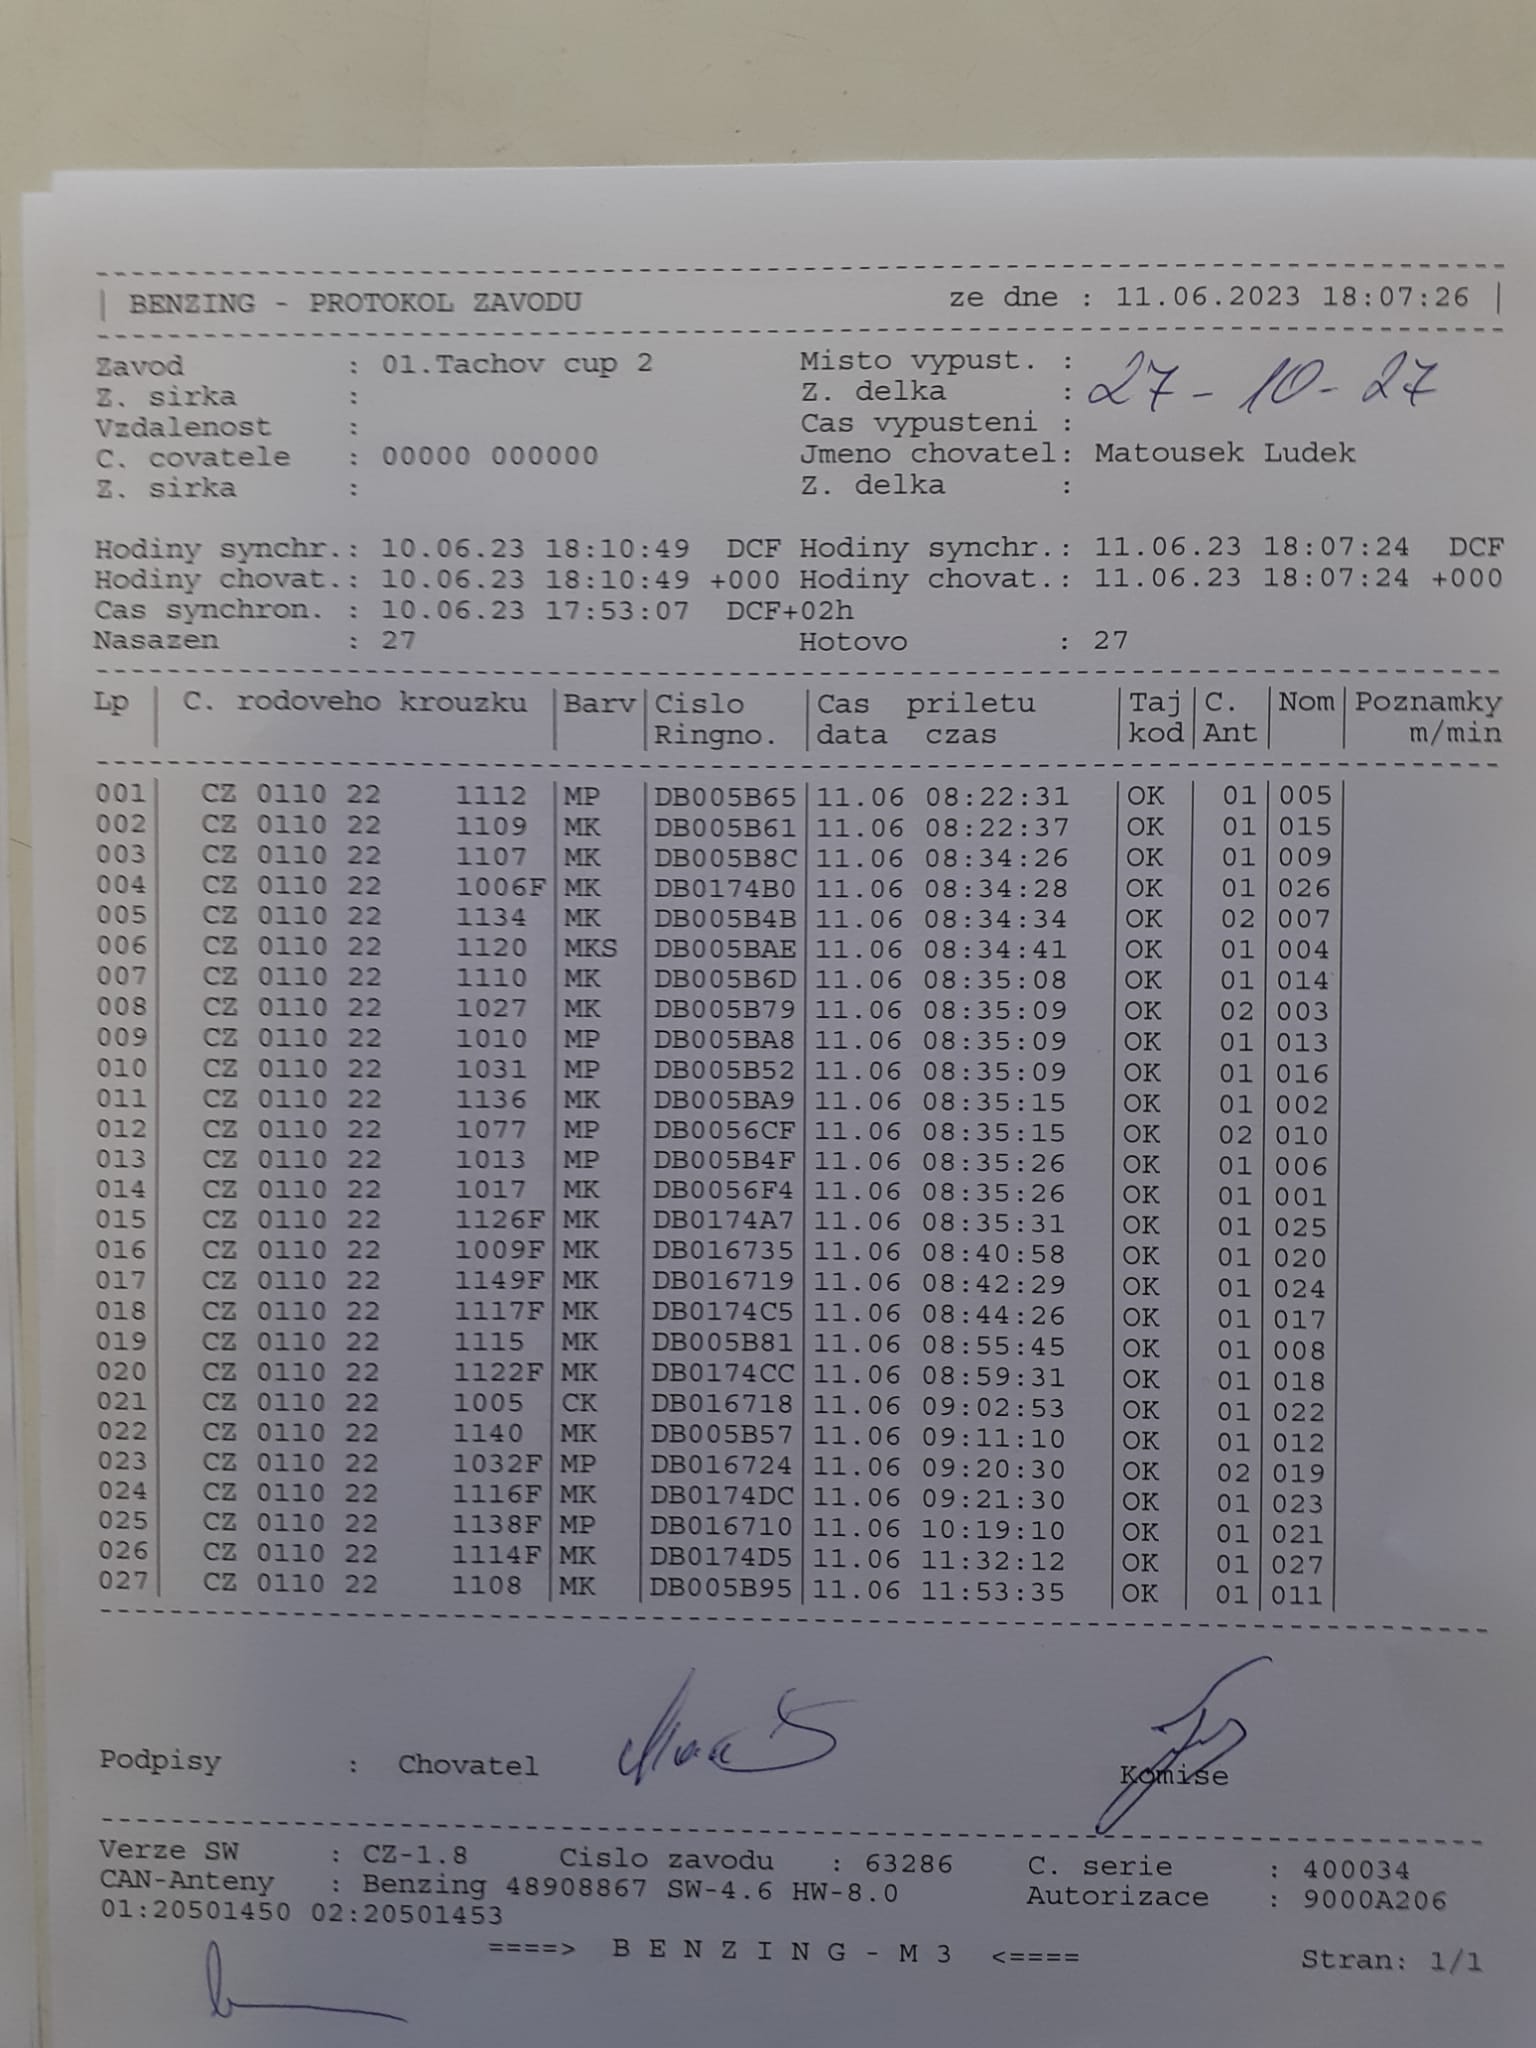 | BENZING - PROTOKOL ZAVODU ze dne : 11.06.2023 18:07:26 |
Zavod : 01.Tachov cup 2 Misto vypust. :
Z. sirka : Z. delka : 27-10-27
Vzdalenost : Cas vypusteni :
C. covatele : 00000 000000 Jmeno chovatel: Matousek Ludek
Z. sirka : Z. delka :
Hodiny synchr.: 10.06.23 18:10:49 DCF Hodiny synchr.: 11.06.23 18:07:24 DCF
Hodiny chovat.: 10.06.23 18:10:49 +000 Hodiny chovat.: 11.06.23 18:07:24 +000
Cas synchron. : 10.06.23 17:53:07 DCF+02h
Nasazen : 27 Hotovo : 27
Lp | C. rodoveho krouzku | Barv | Cislo | Cas priletu | Taj | C. | Nom | Poznamky
Ringno. | data czas | kod | Ant | | m/min
001 | CZ 0110 22 1112 | MP | DB005B65 | 11.06 08:22:31 | OK | 01 | 005 |
002 | CZ 0110 22 1109 | MK | DB005B61 | 11.06 08:22:37 | OK | 01 | 015 |
003 | CZ 0110 22 1107 | MK | DB005B8C | 11.06 08:34:26 | OK | 01 | 009 |
004 | CZ 0110 22 1006F | MK | DB0174B0 | 11.06 08:34:28 | OK | 01 | 026 |
005 | CZ 0110 22 1134 | MK | DB005B4B | 11.06 08:34:34 | OK | 02 | 007 |
006 | CZ 0110 22 1120 | MKS | DB005BAE | 11.06 08:34:41 | OK | 01 | 004 |
007 | CZ 0110 22 1110 | MK | DB005B6D | 11.06 08:35:08 | OK | 01 | 014 |
008 | CZ 0110 22 1027 | MK | DB005B79 | 11.06 08:35:09 | OK | 02 | 003 |
009 | CZ 0110 22 1010 | MP | DB005BA8 | 11.06 08:35:09 | OK | 01 | 013 |
010 | CZ 0110 22 1031 | MP | DB005B52 | 11.06 08:35:09 | OK | 01 | 016 |
011 | CZ 0110 22 1136 | MK | DB005BA9 | 11.06 08:35:15 | OK | 01 | 002 |
012 | CZ 0110 22 1077 | MP | DB0056CF | 11.06 08:35:15 | OK | 02 | 010 |
013 | CZ 0110 22 1013 | MP | DB005B4F | 11.06 08:35:26 | OK | 01 | 006 |
014 | CZ 0110 22 1017 | MK | DB0056F4 | 11.06 08:35:26 | OK | 01 | 001 |
015 | CZ 0110 22 1126F | MK | DB0174A7 | 11.06 08:35:31 | OK | 01 | 025 |
016 | CZ 0110 22 1009F | MK | DB016735 | 11.06 08:40:58 | OK | 01 | 020 |
017 | CZ 0110 22 1149F | MK | DB016719 | 11.06 08:42:29 | OK | 01 | 024 |
018 | CZ 0110 22 1117F | MK | DB0174C5 | 11.06 08:44:26 | OK | 01 | 017 |
019 | CZ 0110 22 1115 | MK | DB005B81 | 11.06 08:55:45 | OK | 01 | 008 |
020 | CZ 0110 22 1122F | MK | DB0174CC | 11.06 08:59:31 | OK | 01 | 018 |
021 | CZ 0110 22 1005 | CK | DB016718 | 11.06 09:02:53 | OK | 01 | 022 |
022 | CZ 0110 22 1140 | MK | DB005B57 | 11.06 09:11:10 | OK | 01 | 012 |
023 | CZ 0110 22 1032F | MP | DB016724 | 11.06 09:20:30 | OK | 02 | 019 |
024 | CZ 0110 22 1116F | MK | DB0174DC | 11.06 09:21:30 | OK | 01 | 023 |
025 | CZ 0110 22 1138F | MP | DB016710 | 11.06 10:19:10 | OK | 01 | 021 |
026 | CZ 0110 22 1114F | MK | DB0174D5 | 11.06 11:32:12 | OK | 01 | 027 |
027 | CZ 0110 22 1108 | MK | DB005B95 | 11.06 11:53:35 | OK | 01 | 011 |
Podpisy : Chovatel Komise
Verze SW : CZ-1.8 Cislo zavodu : 63286 C. serie : 400034
CAN-Anteny : Benzing 48908867 SW-4.6 HW-8.0 Autorizace : 9000A206
01:20501450 02:20501453
====> B E N Z I N G - M 3 <==== Stran: 1/1